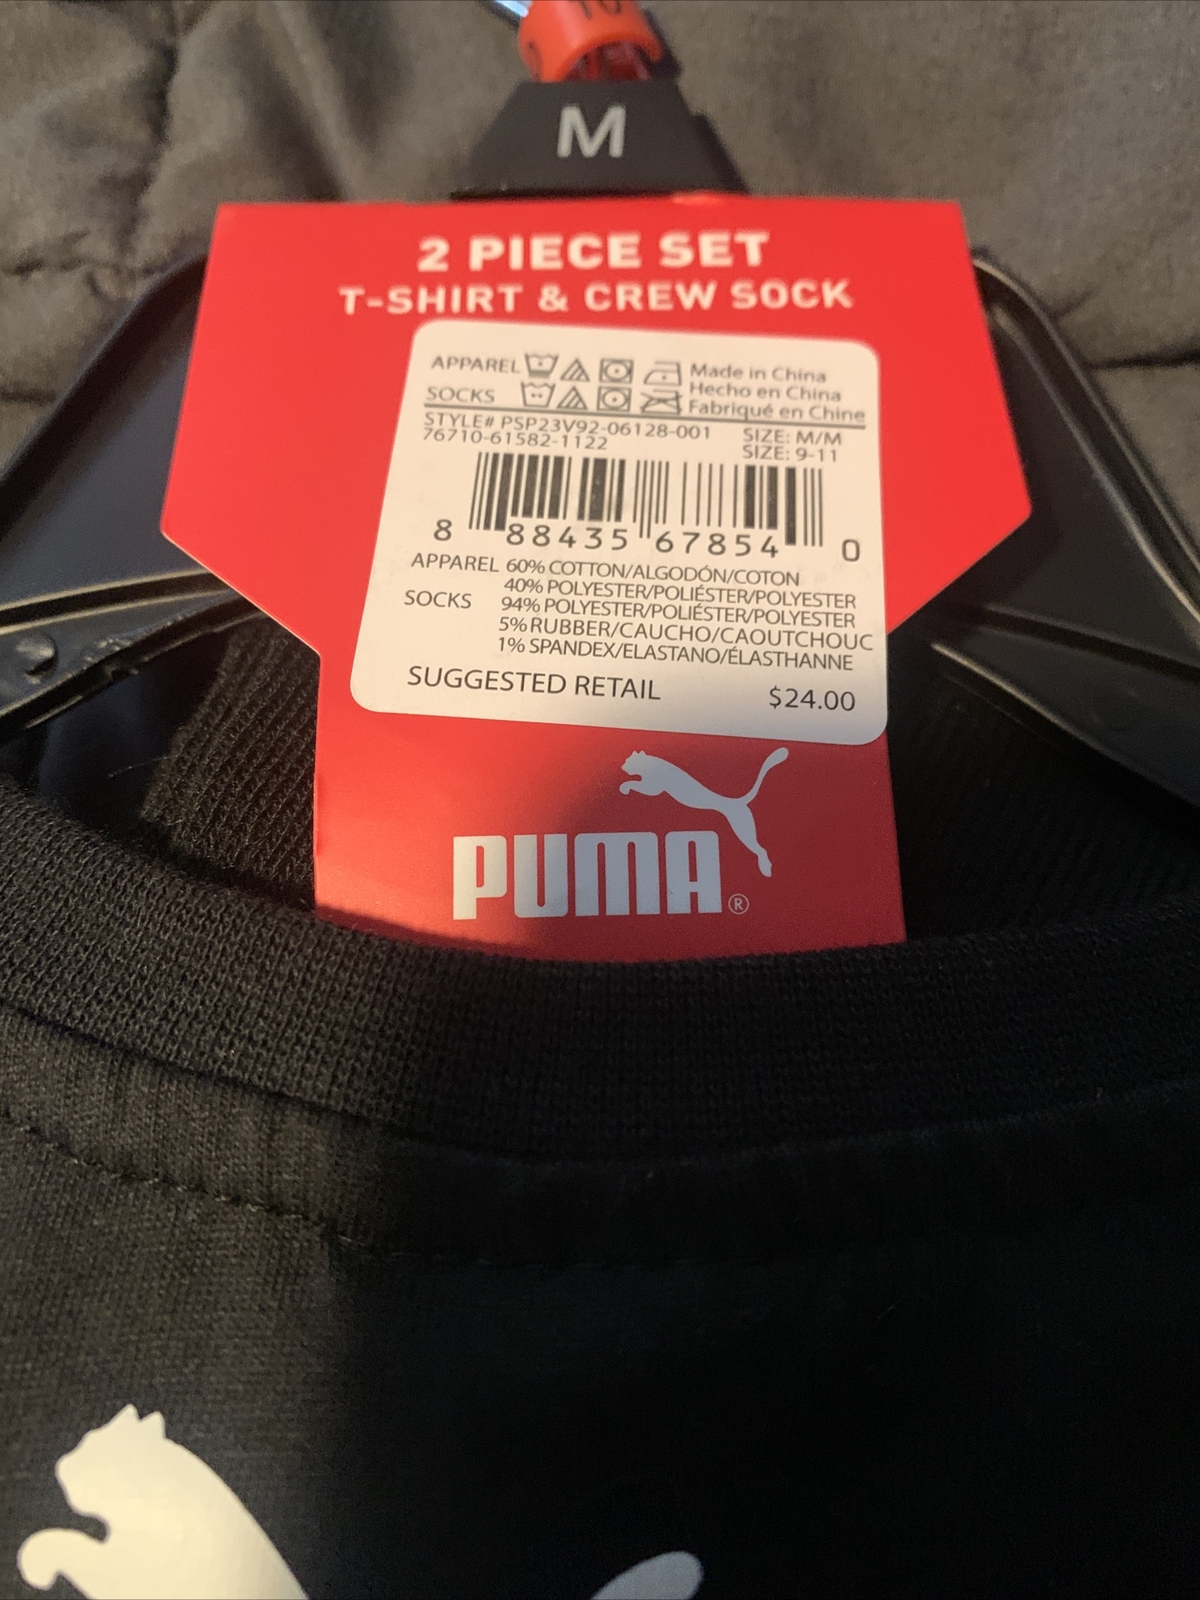 M
2 PIECE SET
T-SHIRT & CREW SOCK
APPAREL Made in China
Hecho en China
SOCKS Fabriqué en Chine
STYLE# PSP23V92-06128-001 SIZE: M/M
76710-61582-1122 SIZE: 9-11
8 88435 67854 0
APPAREL 60% COTTON/ALGODÓN/COTON
40% POLYESTER/POLIÉSTER/POLYESTER
SOCKS 94% POLYESTER/POLIÉSTER/POLYESTER
5% RUBBER/CAUCHO/CAOUTCHOUC
1% SPANDEX/ELASTANO/ÉLASTHANNE
SUGGESTED RETAIL $24.00
PUMA®